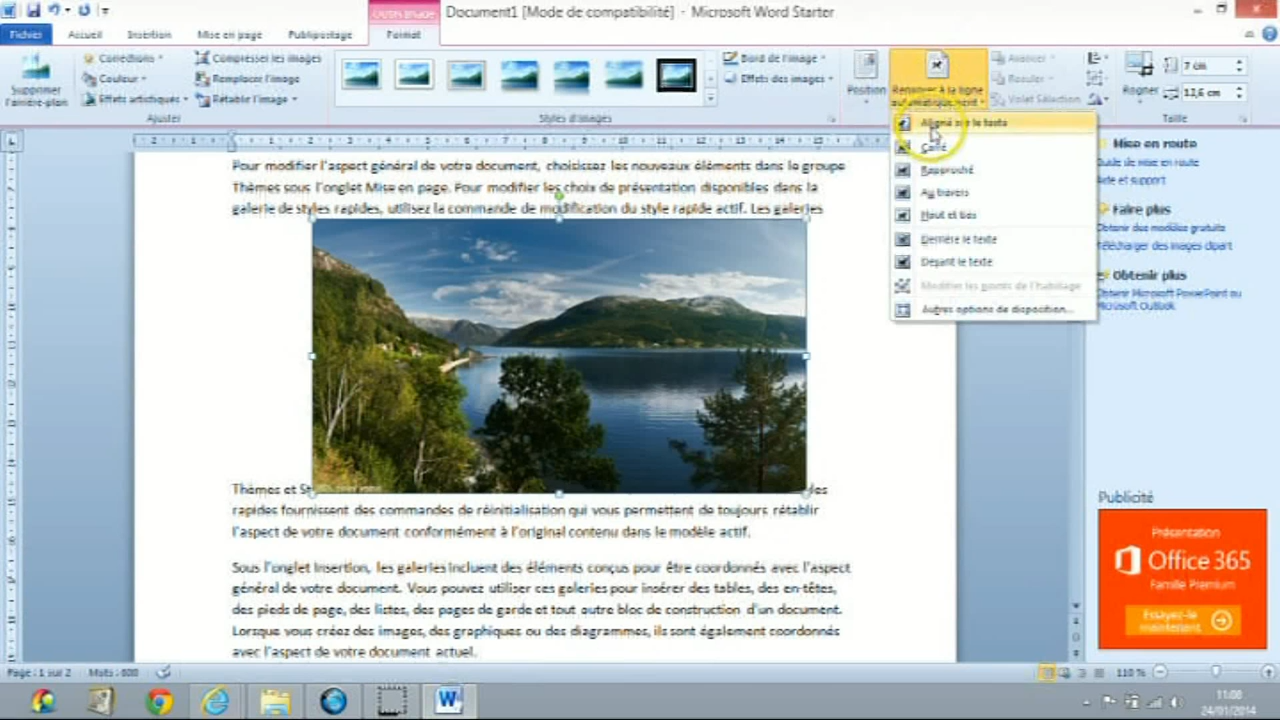 Outils Image
Document1 [Mode de compatibilité] - Microsoft Word Starter
Fichier Accueil Insertion Mise en page Publipostage Format
Supprimer
l'arrière-plan
Corrections
Couleur
Effets artistiques
Compresser les images
Remplacer l'image
Rétablir l'image
Ajuster
Styles d'images
Bord de l'image
Effets des images
Position
Renvoyer à la ligne
automatiquement
Avancer
Reculer
Volet Sélection
Rogner
7 cm
12,6 cm
Taille
Aligné sur le texte
Carré
Rapproché
Au travers
Haut et bas
Derrière le texte
Devant le texte
Modifier les points de l'habillage
Autres options de disposition...
Mise en route
Guide de mise en route
Aide et support
Faire plus
Obtenir des modèles gratuits
Télécharger des images clipart
Obtenir plus
Obtenir Microsoft PowerPoint ou
Microsoft Outlook
Pour modifier l'aspect général de votre document, choisissez les nouveaux éléments dans le groupe
Thèmes sous l'onglet Mise en page. Pour modifier les choix de présentation disponibles dans la
galerie de styles rapides, utilisez la commande de modification du style rapide actif. Les galeries
Thèmes et
rapides fournissent des commandes de réinitialisation qui vous permettent de toujours rétablir
l'aspect de votre document conformément à l'original contenu dans le modèle actif.
Sous l'onglet Insertion, les galeries incluent des éléments conçus pour être coordonnés avec l'aspect
général de votre document. Vous pouvez utiliser ces galeries pour insérer des tables, des en-têtes,
des pieds de page, des listes, des pages de garde et tout autre bloc de construction d'un document.
Lorsque vous créez des images, des graphiques ou des diagrammes, ils sont également coordonnés
avec l'aspect de votre document actuel.
Publicité
Présentation
Office 365
Famille Premium
Essayez-le
maintenant
Page : 1 sur 2 Mots : 600
110 %
11:08
24/01/2014